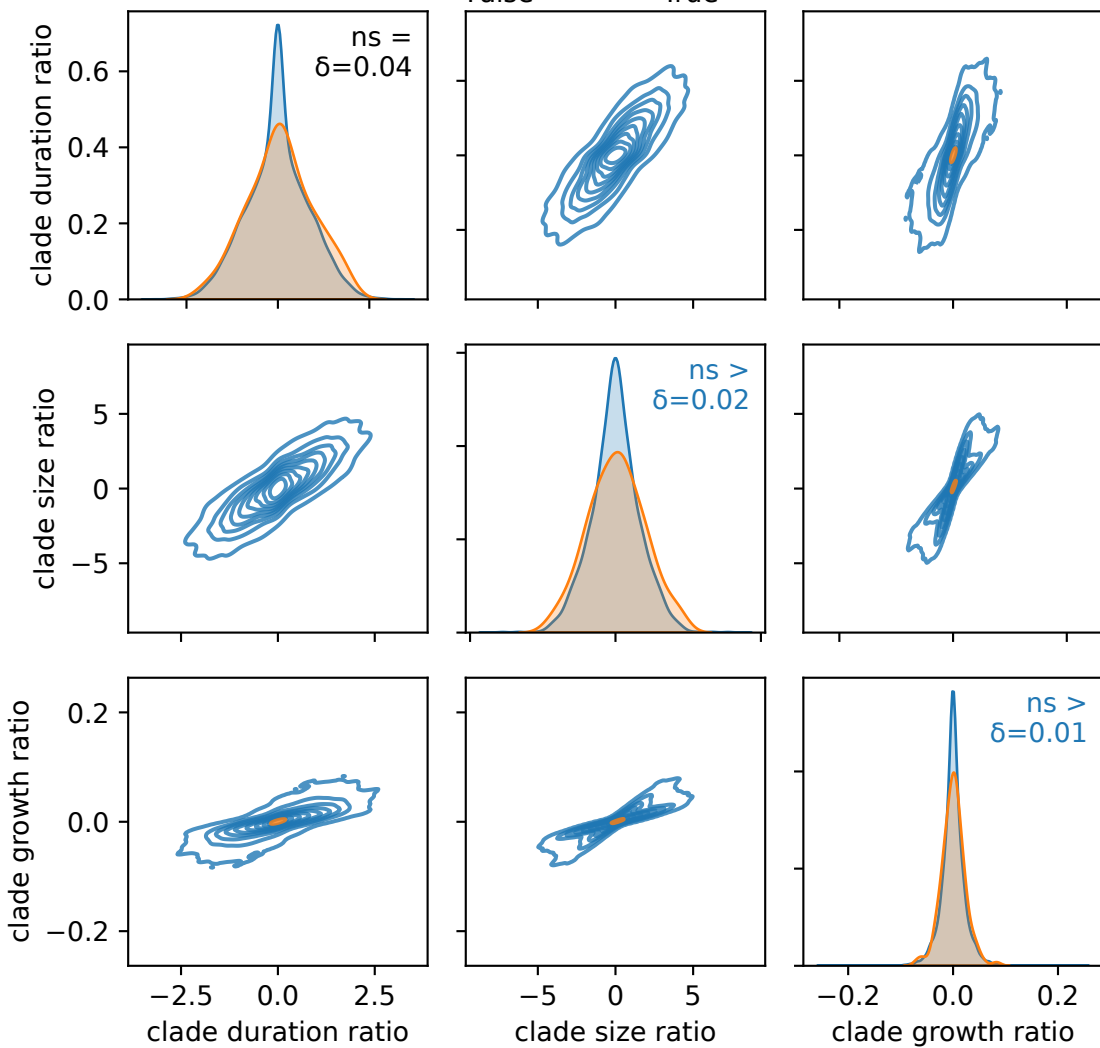 clade duration ratio
0.6
0.4
0.2
0.0
ns =
δ=0.04
clade size ratio
5
0
−5
ns >
δ=0.02
clade growth ratio
0.2
0.0
−0.2
ns >
δ=0.01
−2.5 0.0 2.5
−5 0 5
−0.2 0.0 0.2
clade duration ratio
clade size ratio
clade growth ratio